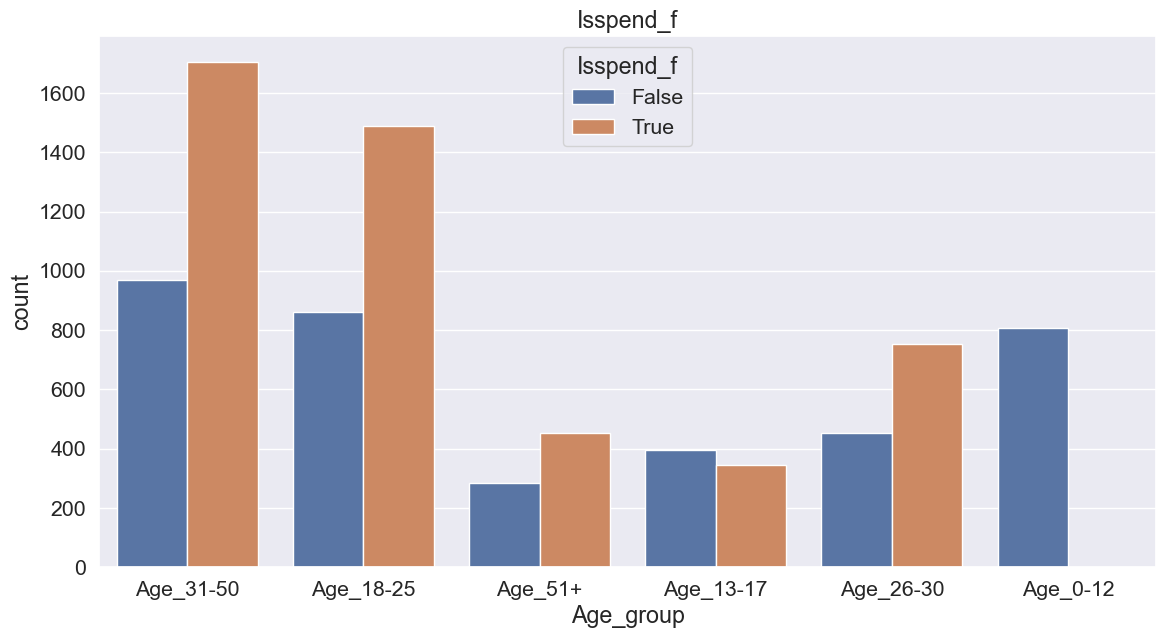 Isspend_f
Isspend_f
False
True
1600
1400
1200
1000
800
600
400
200
0
count
Age_31-50
Age_18-25
Age_51+
Age_13-17
Age_26-30
Age_0-12
Age_group